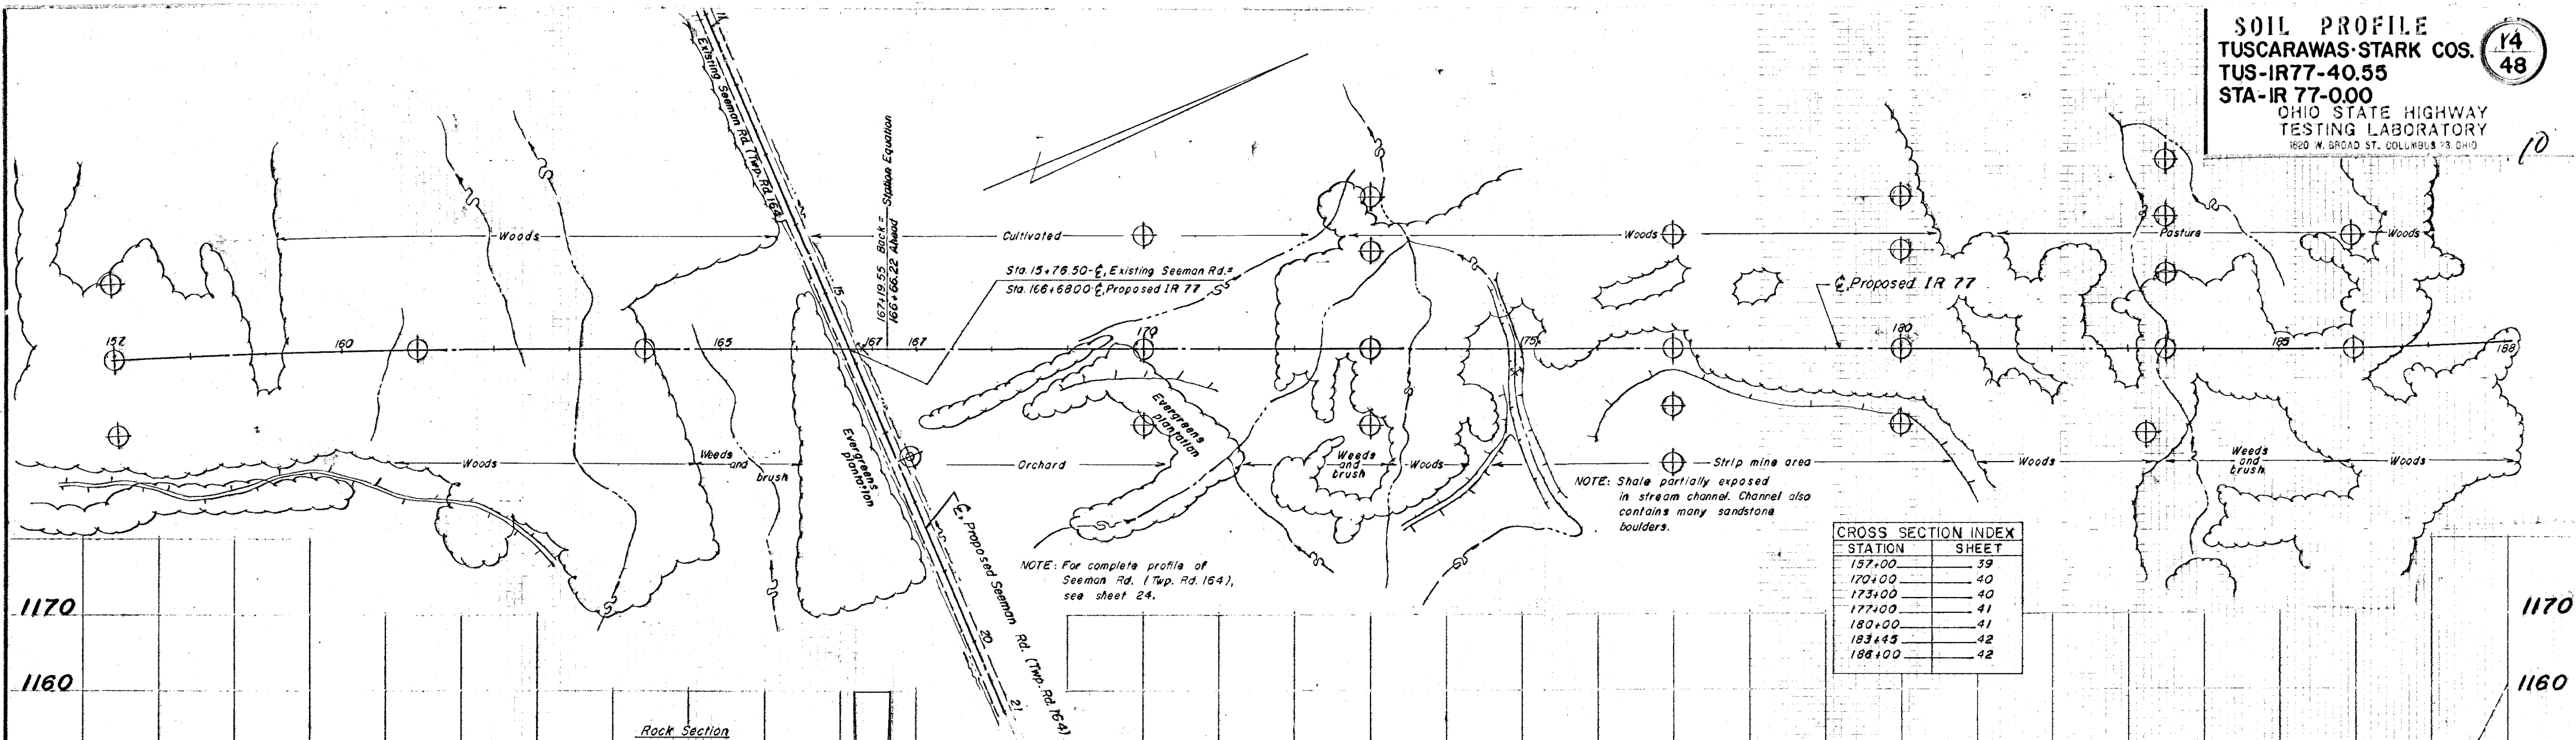 SOIL PROFILE
TUSCARAWAS·STARK COS.
TUS-IR77-40.55
STA-IR 77-0.00
OHIO STATE HIGHWAY
TESTING LABORATORY
1620 W. BROAD ST. COLUMBUS 23, OHIO
14
48
10
Existing Seeman Rd. (Twp. Rd. 164)
167+19.55 Back =
166+66.22 Ahead
Station Equation
Woods
Cultivated
Woods
Pasture
Woods
Sta. 15+76.50-℄, Existing Seeman Rd.=
Sta. 166+6800-℄, Proposed IR 77
℄, Proposed IR 77
15
157
160
165
167
167
170
175
180
185
188
Woods
Weeds
and
brush
Evergreens
plantation
Orchard
Evergreens
plantation
Weeds
and
brush
Woods
Strip mine area
Woods
Weeds
and
brush
Woods
NOTE: Shale partially exposed
in stream channel. Channel also
contains many sandstone
boulders.
℄, Proposed Seeman Rd. (Twp. Rd. 164)
20
21
NOTE: For complete profile of
Seeman Rd. (Twp. Rd. 164),
see sheet 24.
CROSS SECTION INDEX
STATION SHEET
157+00 39
170+00 40
173+00 40
177+00 41
180+00 41
183+45 42
186+00 42
1170
1170
1160
1160
Rock Section